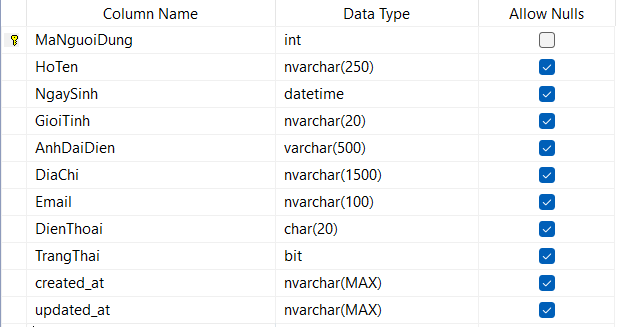 Column Name Data Type Allow Nulls
MaNguoiDung int
HoTen nvarchar(250)
NgaySinh datetime
GioiTinh nvarchar(20)
AnhDaiDien varchar(500)
DiaChi nvarchar(1500)
Email nvarchar(100)
DienThoai char(20)
TrangThai bit
created_at nvarchar(MAX)
updated_at nvarchar(MAX)